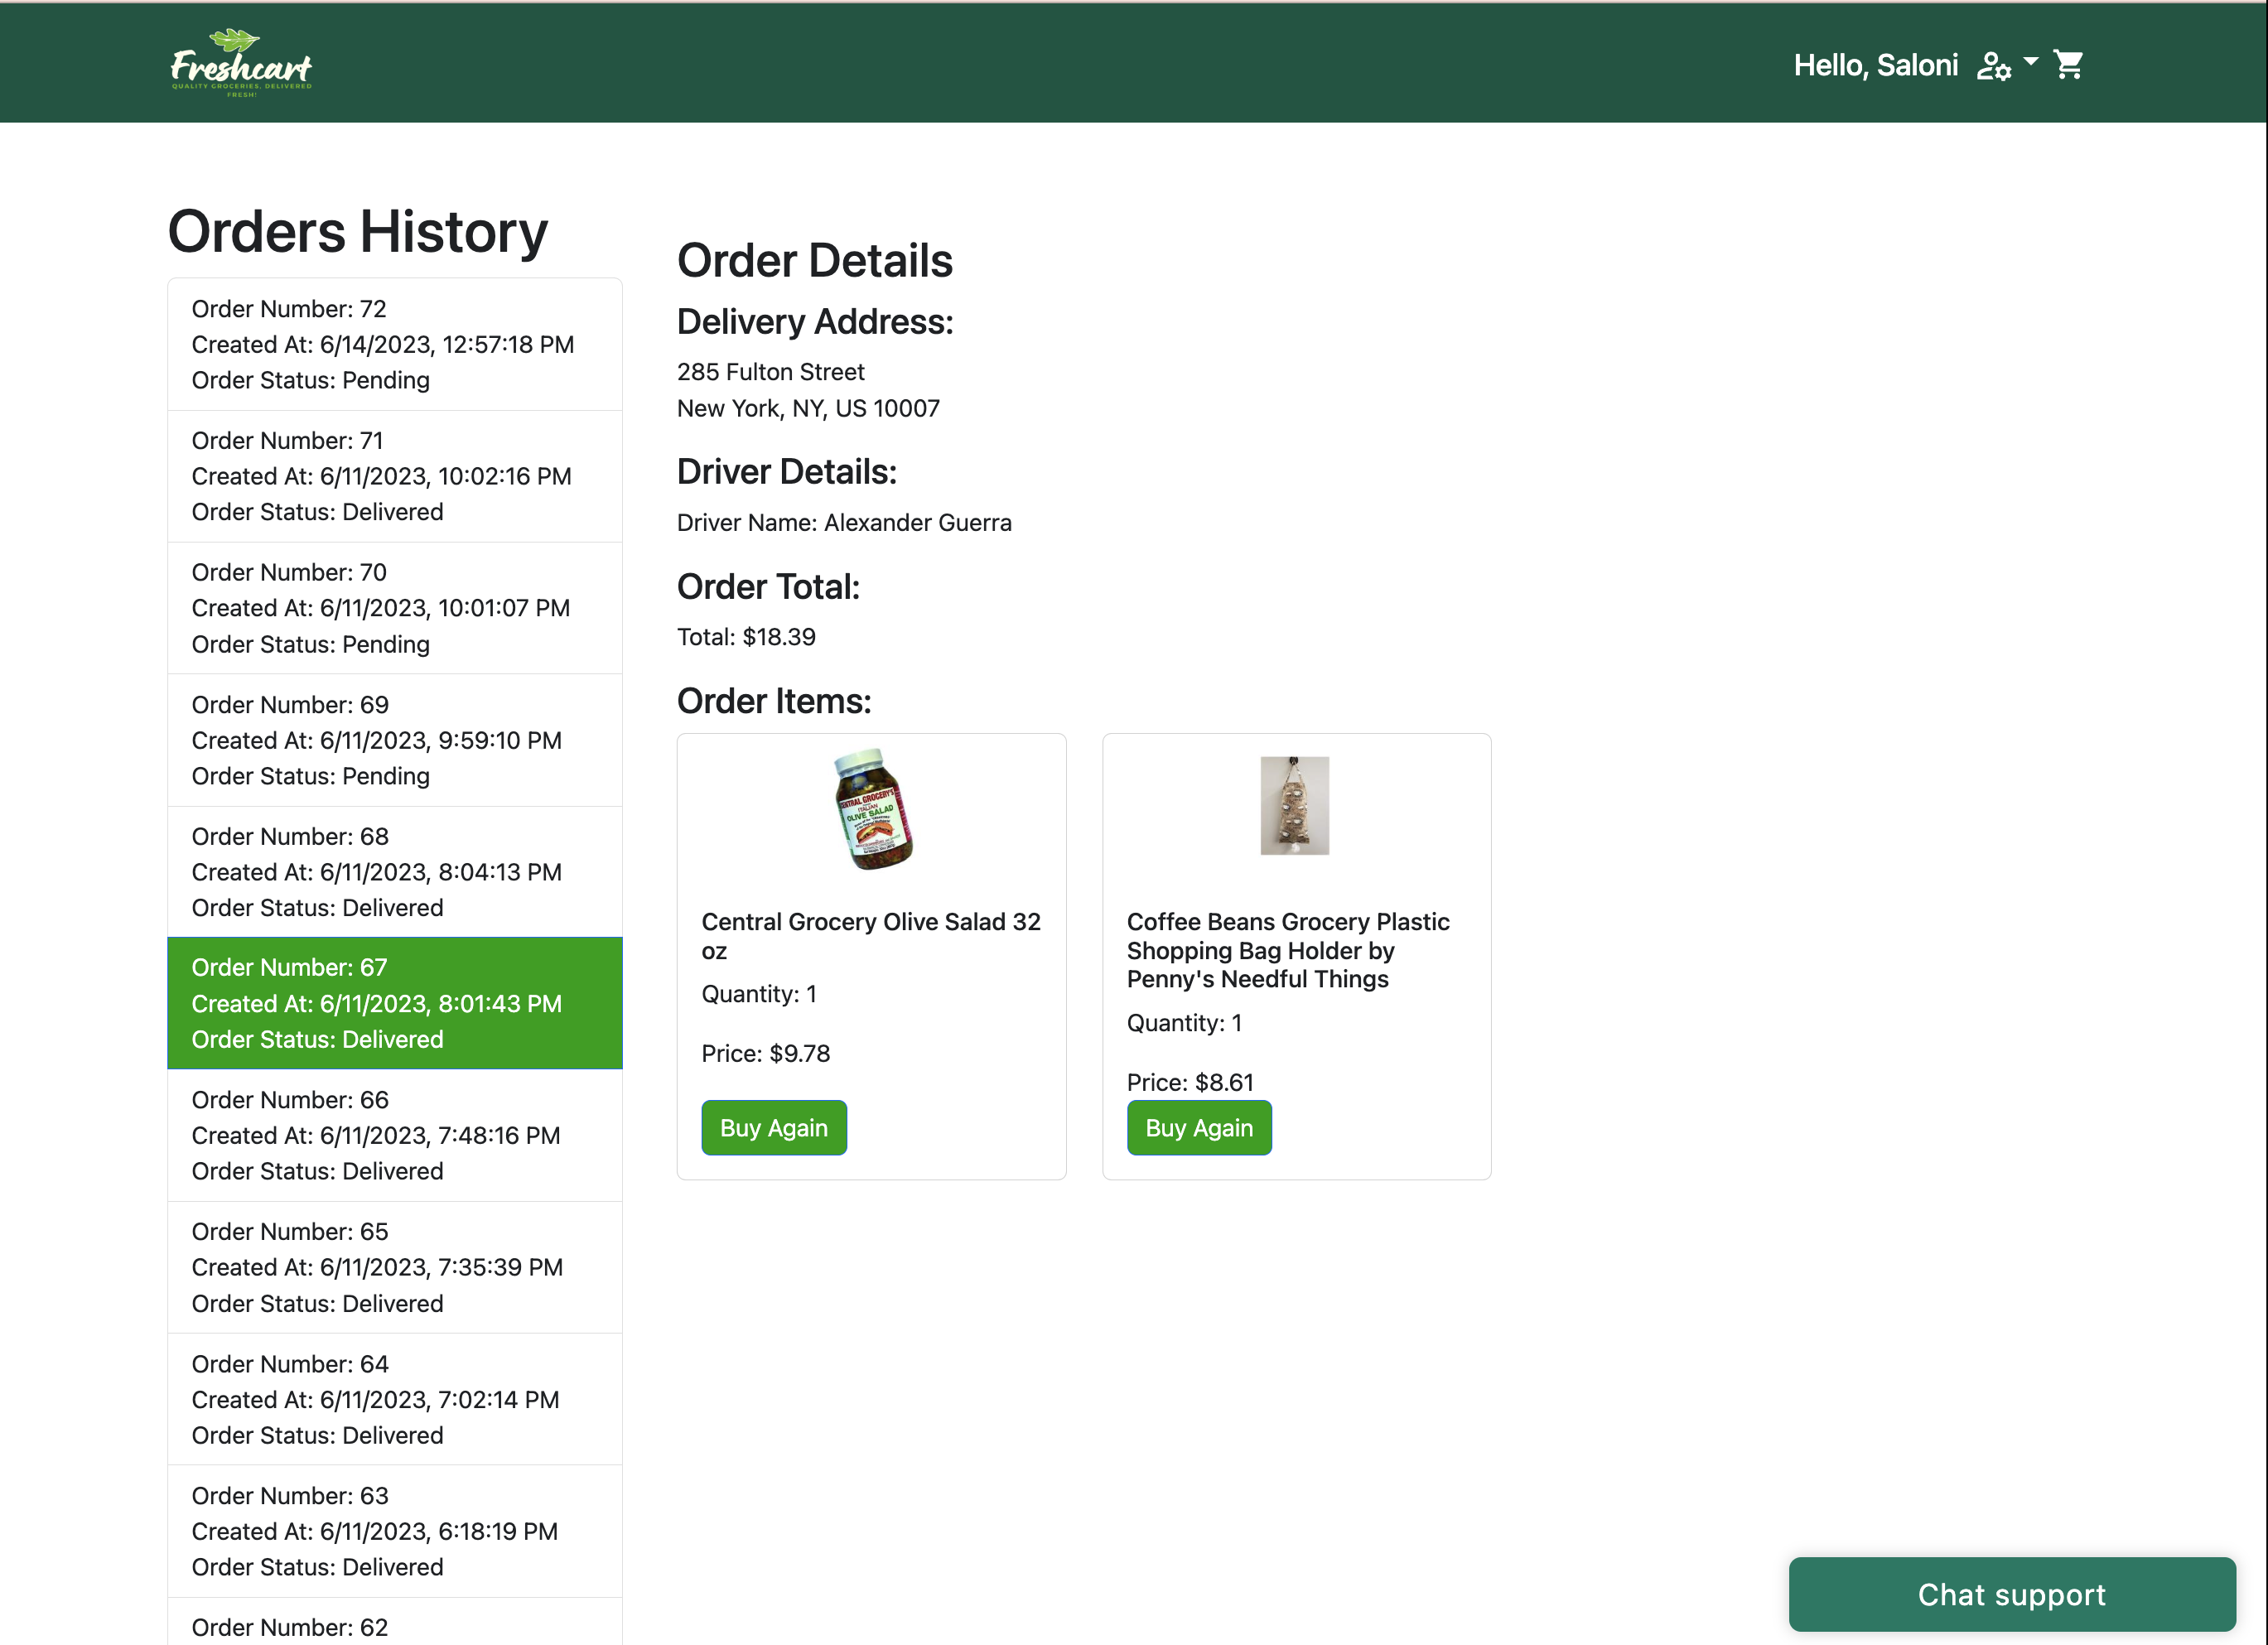 Freshcart
QUALITY GROCERIES, DELIVERED
FRESH!
Hello, Saloni
Orders History
Order Number: 72
Created At: 6/14/2023, 12:57:18 PM
Order Status: Pending
Order Number: 71
Created At: 6/11/2023, 10:02:16 PM
Order Status: Delivered
Order Number: 70
Created At: 6/11/2023, 10:01:07 PM
Order Status: Pending
Order Number: 69
Created At: 6/11/2023, 9:59:10 PM
Order Status: Pending
Order Number: 68
Created At: 6/11/2023, 8:04:13 PM
Order Status: Delivered
Order Number: 67
Created At: 6/11/2023, 8:01:43 PM
Order Status: Delivered
Order Number: 66
Created At: 6/11/2023, 7:48:16 PM
Order Status: Delivered
Order Number: 65
Created At: 6/11/2023, 7:35:39 PM
Order Status: Delivered
Order Number: 64
Created At: 6/11/2023, 7:02:14 PM
Order Status: Delivered
Order Number: 63
Created At: 6/11/2023, 6:18:19 PM
Order Status: Delivered
Order Number: 62
Order Details
Delivery Address:
285 Fulton Street
New York, NY, US 10007
Driver Details:
Driver Name: Alexander Guerra
Order Total:
Total: $18.39
Order Items:
CENTRAL GROCERY'S
ITALIAN
OLIVE SALAD
Central Grocery Olive Salad 32
oz
Quantity: 1
Price: $9.78
Buy Again
Coffee Beans Grocery Plastic
Shopping Bag Holder by
Penny's Needful Things
Quantity: 1
Price: $8.61
Buy Again
Chat support